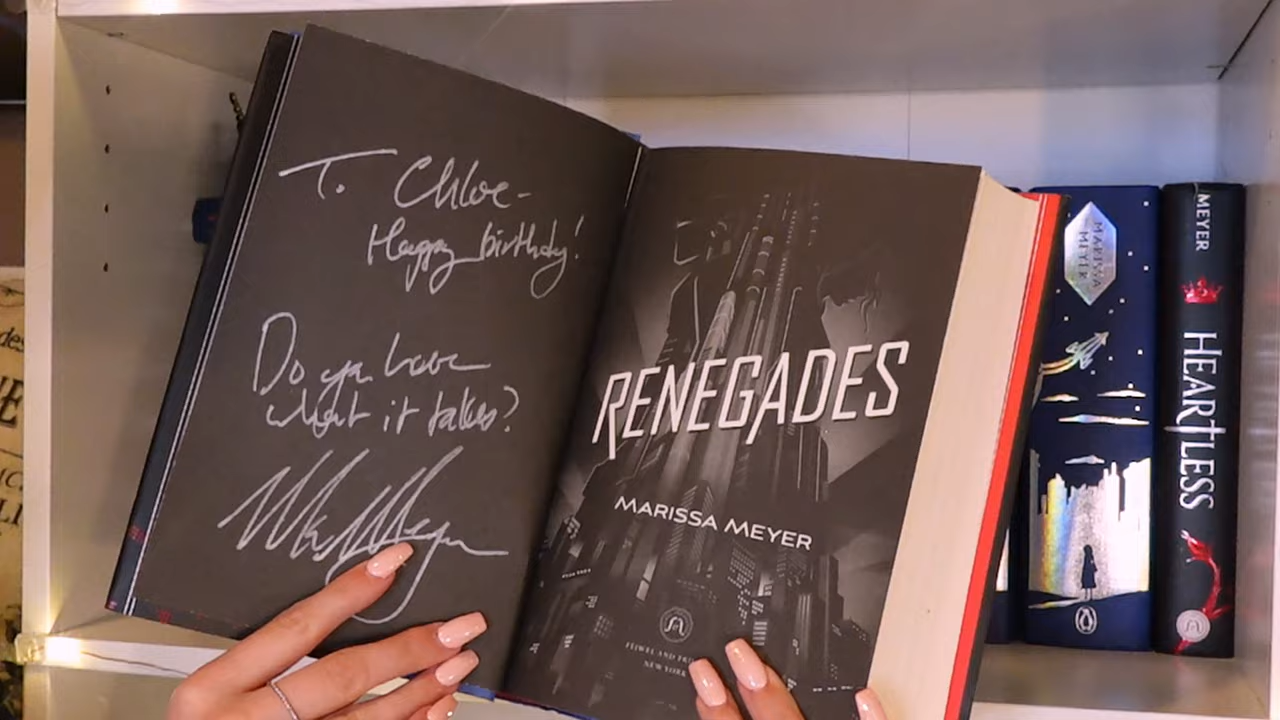 To Chloe-
Happy birthday!
Do you have
what it takes?
RENEGADES
MARISSA MEYER
FEIWEL AND FR
NEW YORK
MARISSA
MEYER
MEYER
HEARTLESS